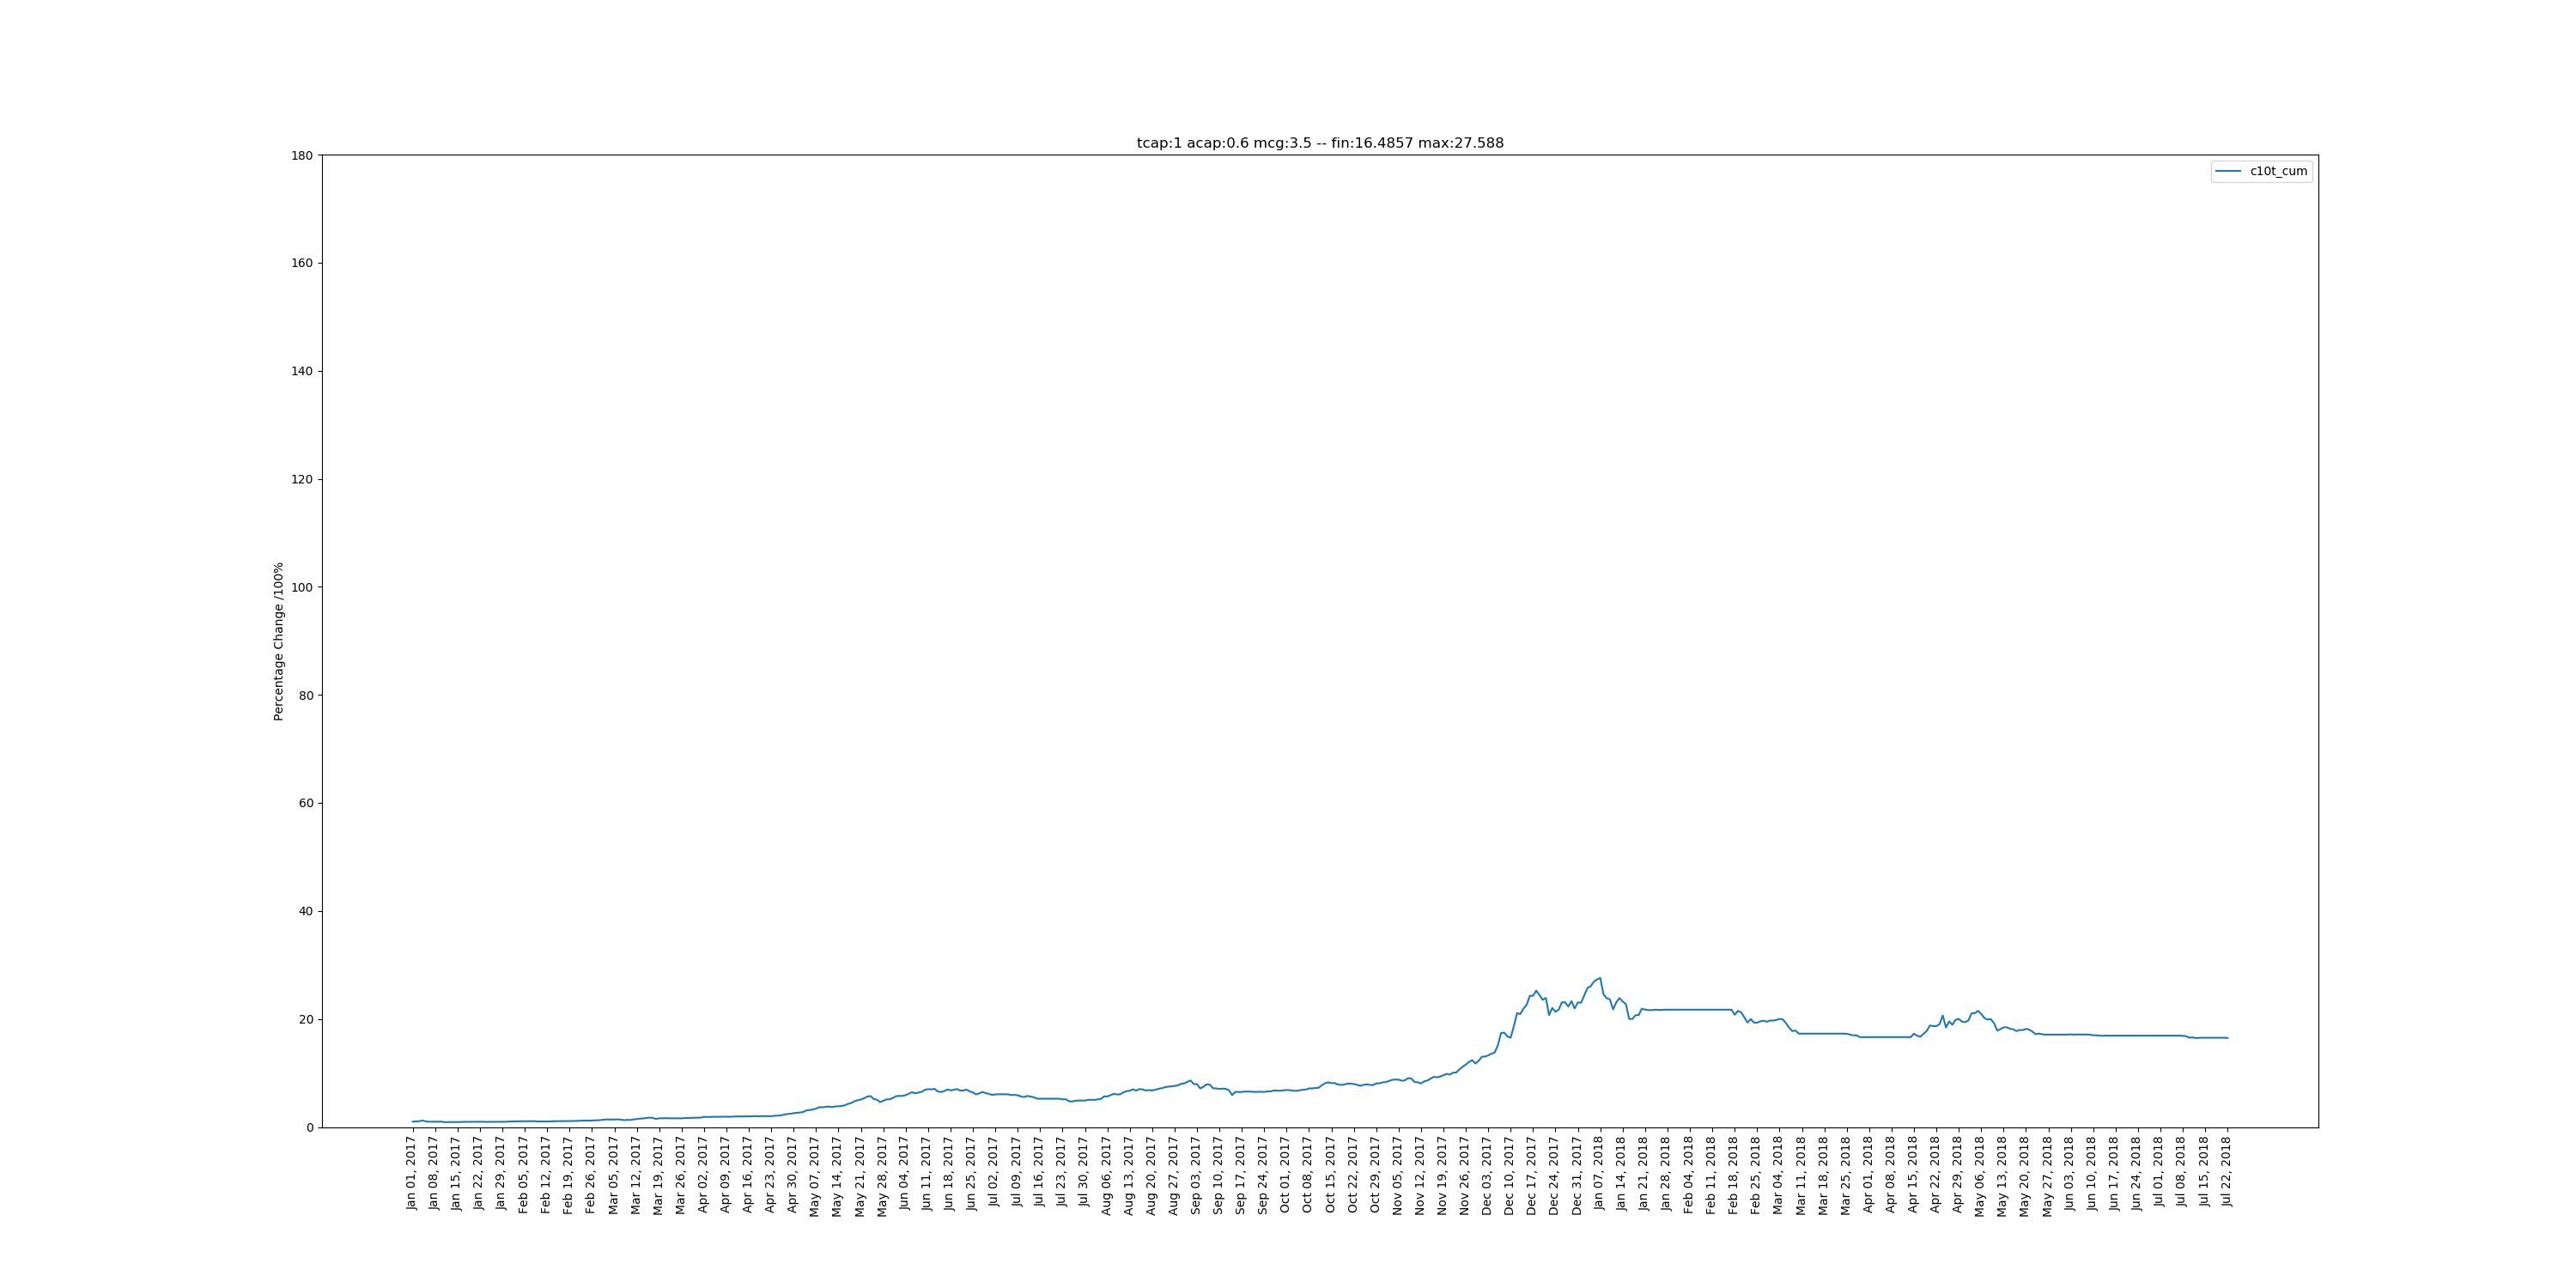 tcap:1 acap:0.6 mcg:3.5 -- fin:16.4857 max:27.588
c10t_cum
Percentage Change /100%
180
160
140
120
100
80
60
40
20
0
Jan 01, 2017
Jan 08, 2017
Jan 15, 2017
Jan 22, 2017
Jan 29, 2017
Feb 05, 2017
Feb 12, 2017
Feb 19, 2017
Feb 26, 2017
Mar 05, 2017
Mar 12, 2017
Mar 19, 2017
Mar 26, 2017
Apr 02, 2017
Apr 09, 2017
Apr 16, 2017
Apr 23, 2017
Apr 30, 2017
May 07, 2017
May 14, 2017
May 21, 2017
May 28, 2017
Jun 04, 2017
Jun 11, 2017
Jun 18, 2017
Jun 25, 2017
Jul 02, 2017
Jul 09, 2017
Jul 16, 2017
Jul 23, 2017
Jul 30, 2017
Aug 06, 2017
Aug 13, 2017
Aug 20, 2017
Aug 27, 2017
Sep 03, 2017
Sep 10, 2017
Sep 17, 2017
Sep 24, 2017
Oct 01, 2017
Oct 08, 2017
Oct 15, 2017
Oct 22, 2017
Oct 29, 2017
Nov 05, 2017
Nov 12, 2017
Nov 19, 2017
Nov 26, 2017
Dec 03, 2017
Dec 10, 2017
Dec 17, 2017
Dec 24, 2017
Dec 31, 2017
Jan 07, 2018
Jan 14, 2018
Jan 21, 2018
Jan 28, 2018
Feb 04, 2018
Feb 11, 2018
Feb 18, 2018
Feb 25, 2018
Mar 04, 2018
Mar 11, 2018
Mar 18, 2018
Mar 25, 2018
Apr 01, 2018
Apr 08, 2018
Apr 15, 2018
Apr 22, 2018
Apr 29, 2018
May 06, 2018
May 13, 2018
May 20, 2018
May 27, 2018
Jun 03, 2018
Jun 10, 2018
Jun 17, 2018
Jun 24, 2018
Jul 01, 2018
Jul 08, 2018
Jul 15, 2018
Jul 22, 2018